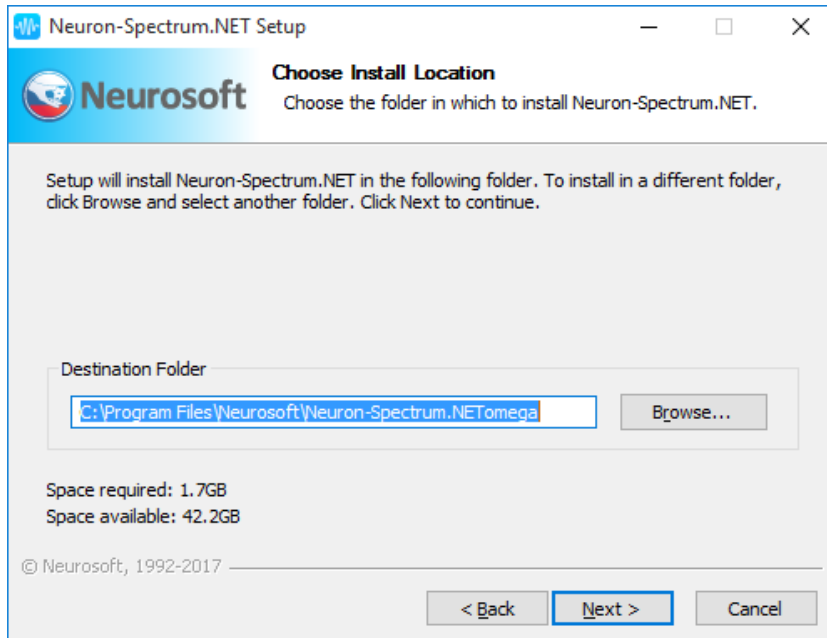 Neuron-Spectrum.NET Setup
Neurosoft
Choose Install Location
Choose the folder in which to install Neuron-Spectrum.NET.
Setup will install Neuron-Spectrum.NET in the following folder. To install in a different folder,
click Browse and select another folder. Click Next to continue.
Destination Folder
C:\Program Files\Neurosoft\Neuron-Spectrum.NETomega
Browse...
Space required: 1.7GB
Space available: 42.2GB
© Neurosoft, 1992-2017
< Back
Next >
Cancel